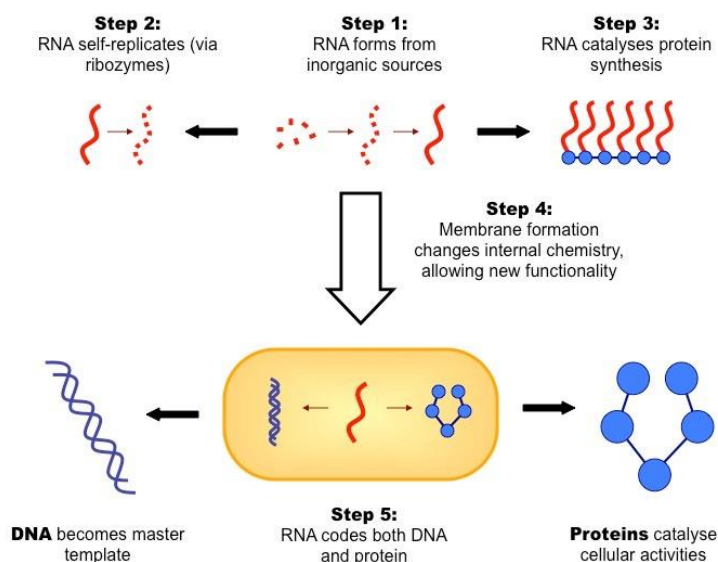 Step 2:
RNA self-replicates (via
ribozymes)
Step 1:
RNA forms from
inorganic sources
Step 3:
RNA catalyses protein
synthesis
Step 4:
Membrane formation
changes internal chemistry,
allowing new functionality
DNA becomes master
template
Step 5:
RNA codes both DNA
and protein
Proteins catalyse
cellular activities